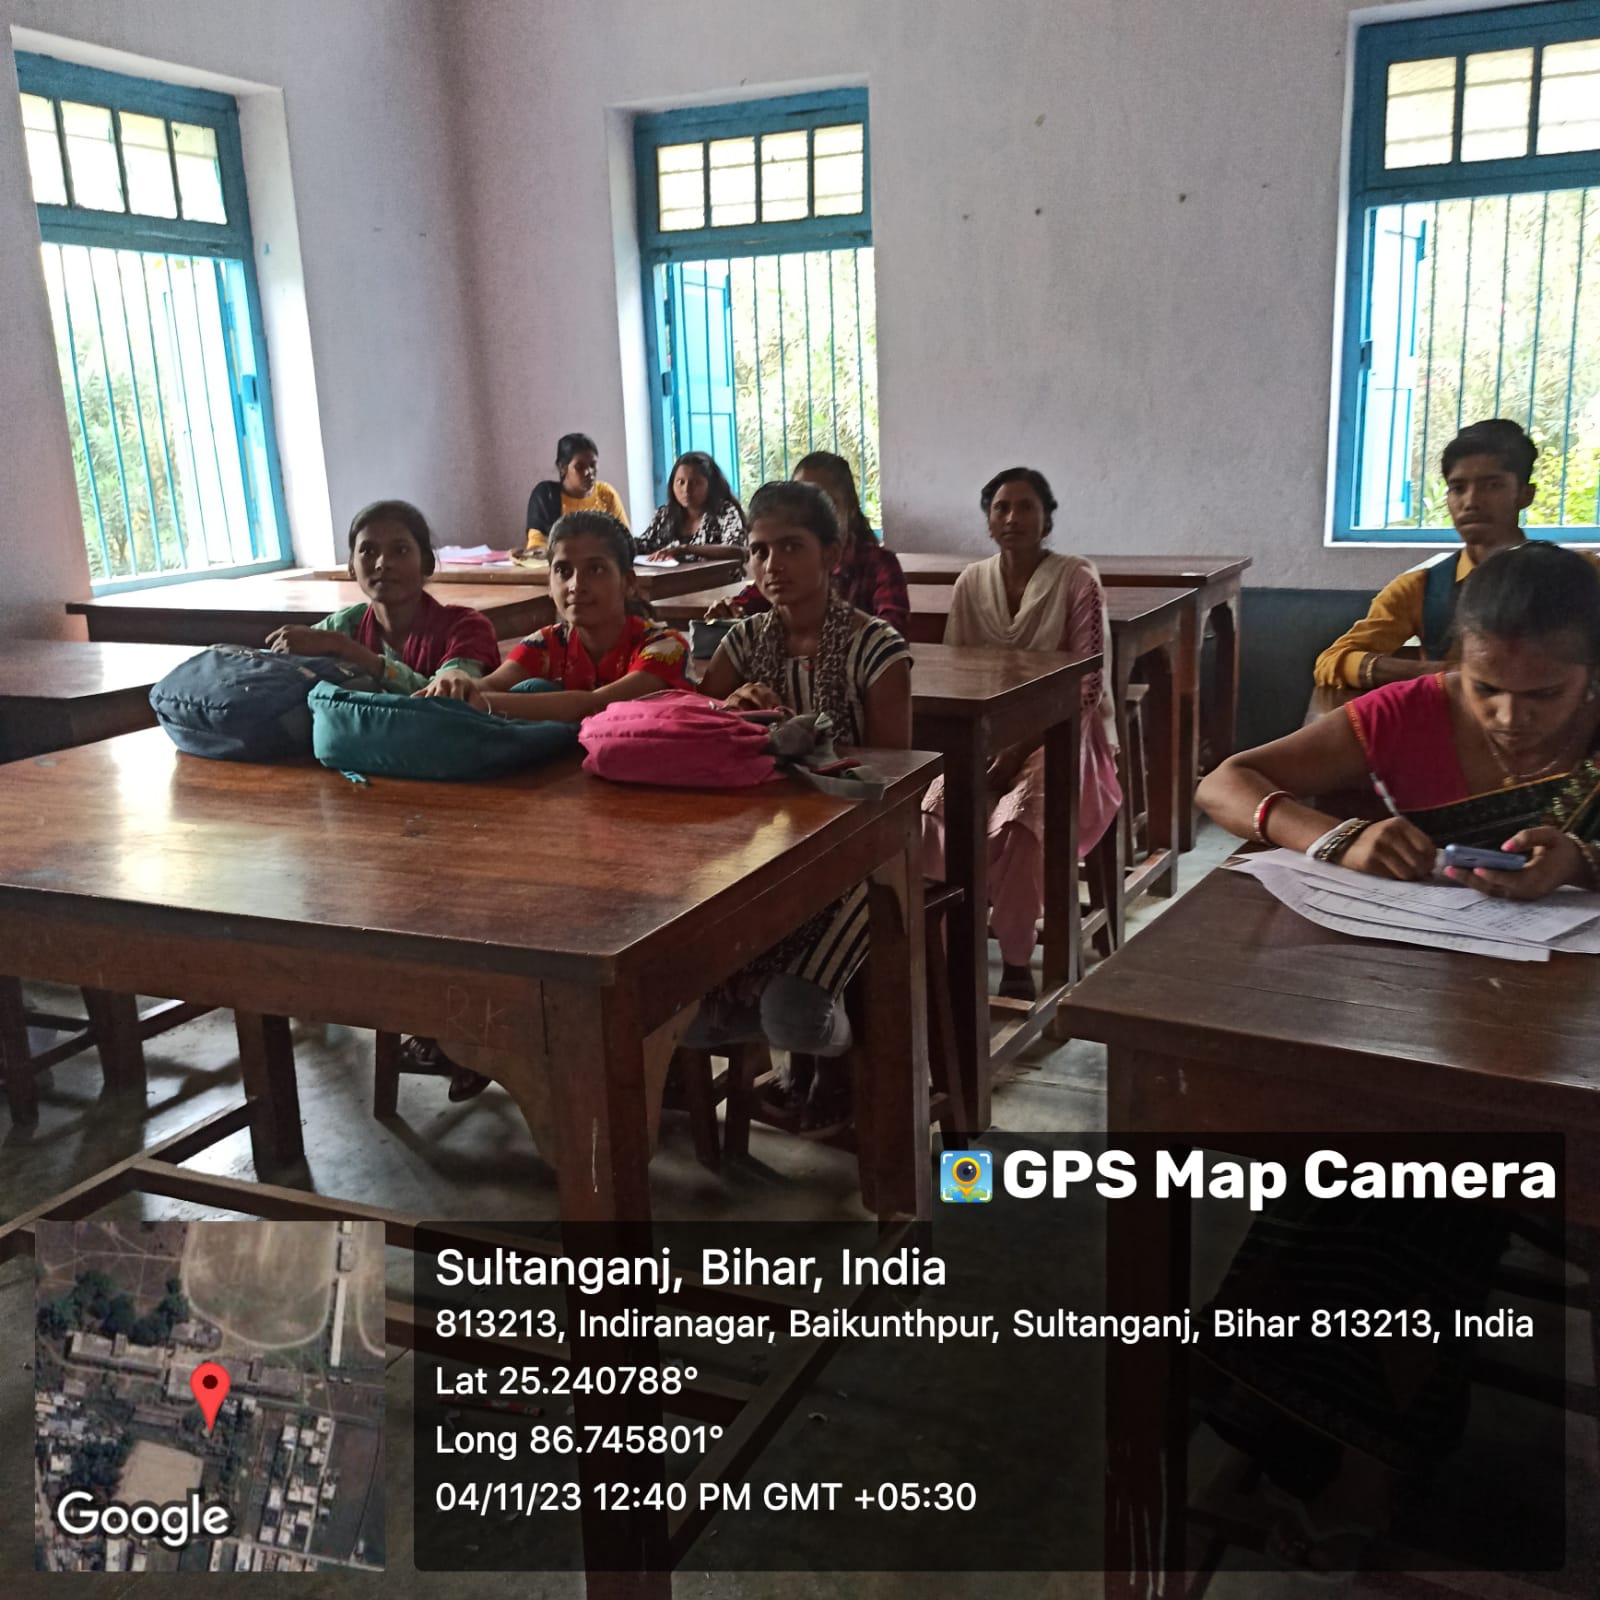 GPS Map Camera
Sultanganj, Bihar, India
813213, Indiranagar, Baikunthpur, Sultanganj, Bihar 813213, India
Lat 25.240788°
Long 86.745801°
04/11/23 12:40 PM GMT +05:30
Google
RK